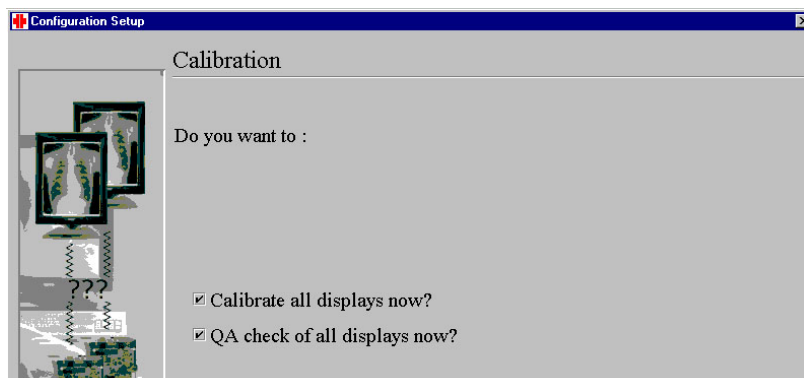 Configuration Setup
Calibration
Do you want to :
???
Calibrate all displays now?
QA check of all displays now?